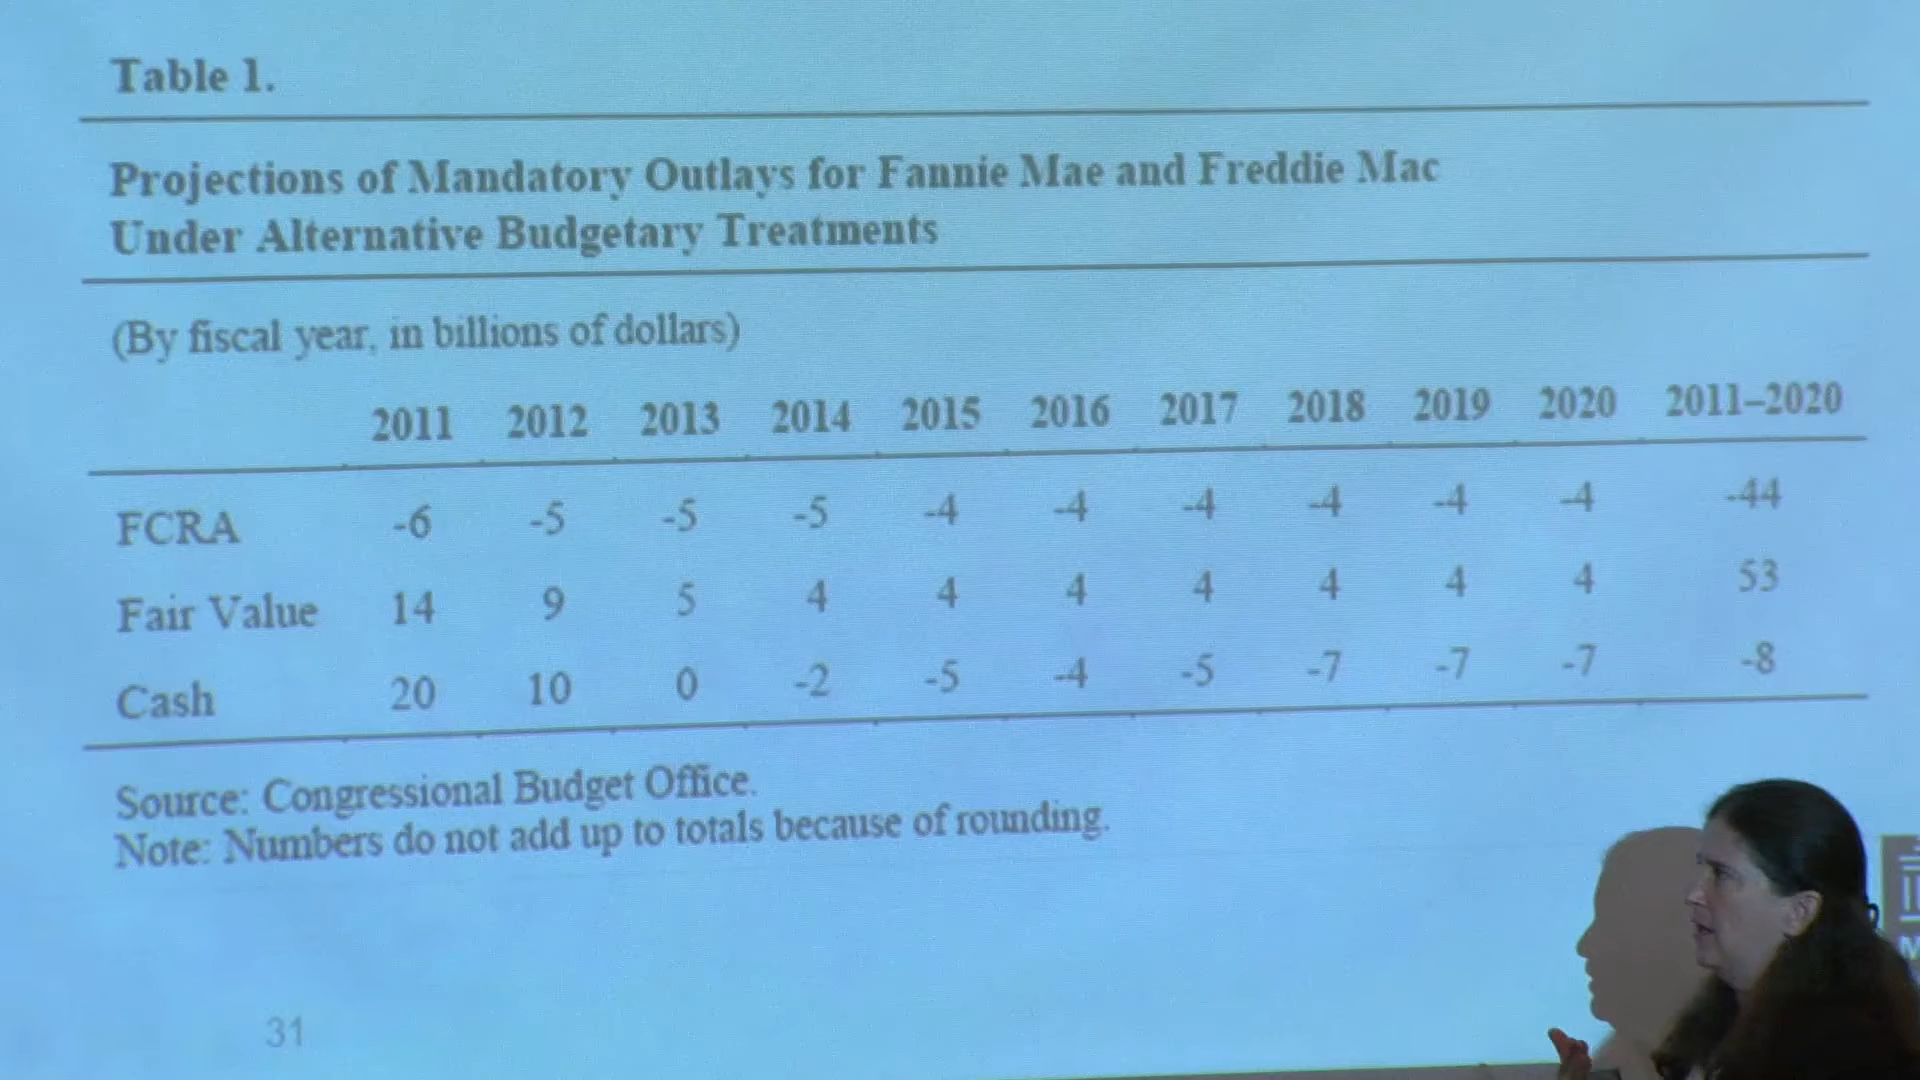 Table 1.
Projections of Mandatory Outlays for Fannie Mae and Freddie Mac
Under Alternative Budgetary Treatments
(By fiscal year, in billions of dollars)
2011 2012 2013 2014 2015 2016 2017 2018 2019 2020 2011–2020
FCRA -6 -5 -5 -5 -4 -4 -4 -4 -4 -4 -44
Fair Value 14 9 5 4 4 4 4 4 4 4 53
Cash 20 10 0 -2 -5 -4 -5 -7 -7 -7 -8
Source: Congressional Budget Office.
Note: Numbers do not add up to totals because of rounding.
31